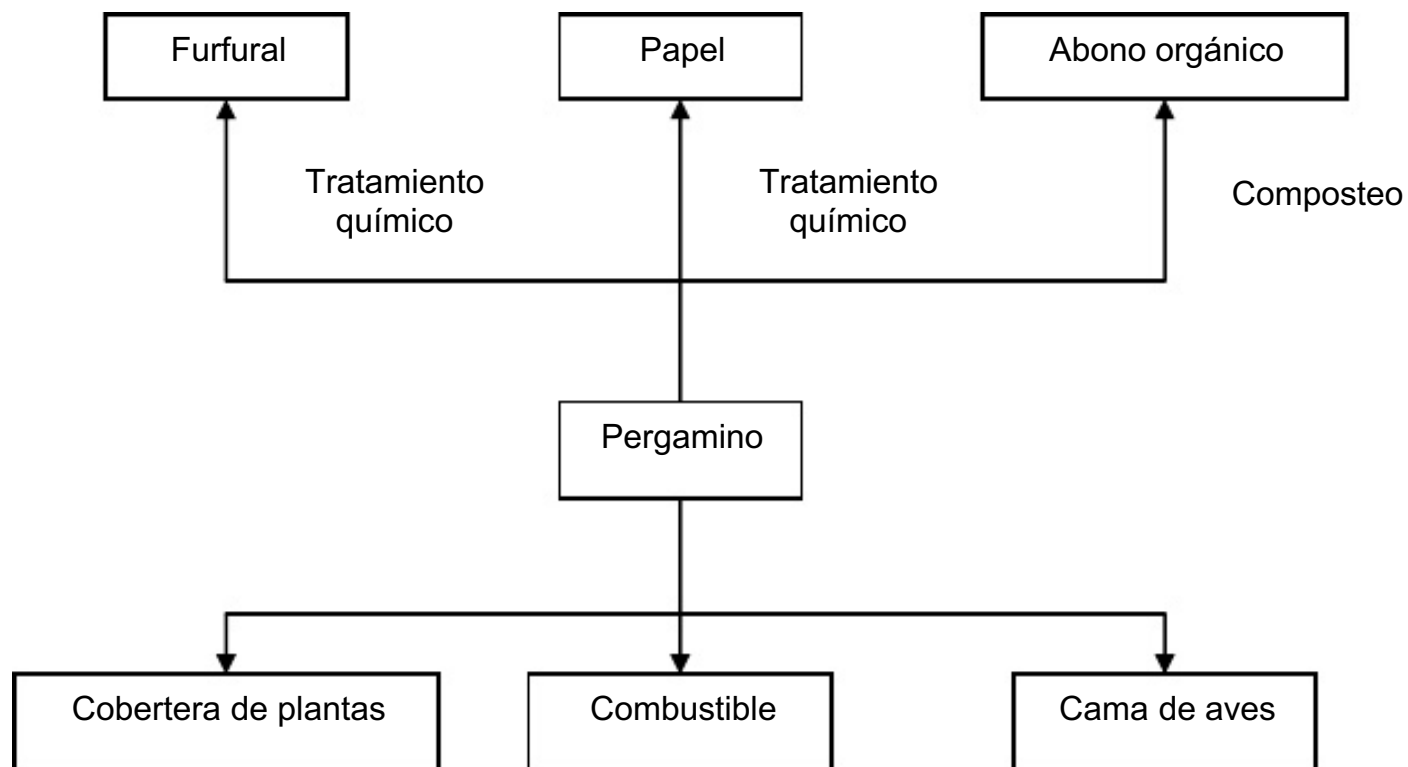 Furfural
Papel
Abono orgánico
Tratamiento
químico
Tratamiento
químico
Composteo
Pergamino
Cobertera de plantas
Combustible
Cama de aves